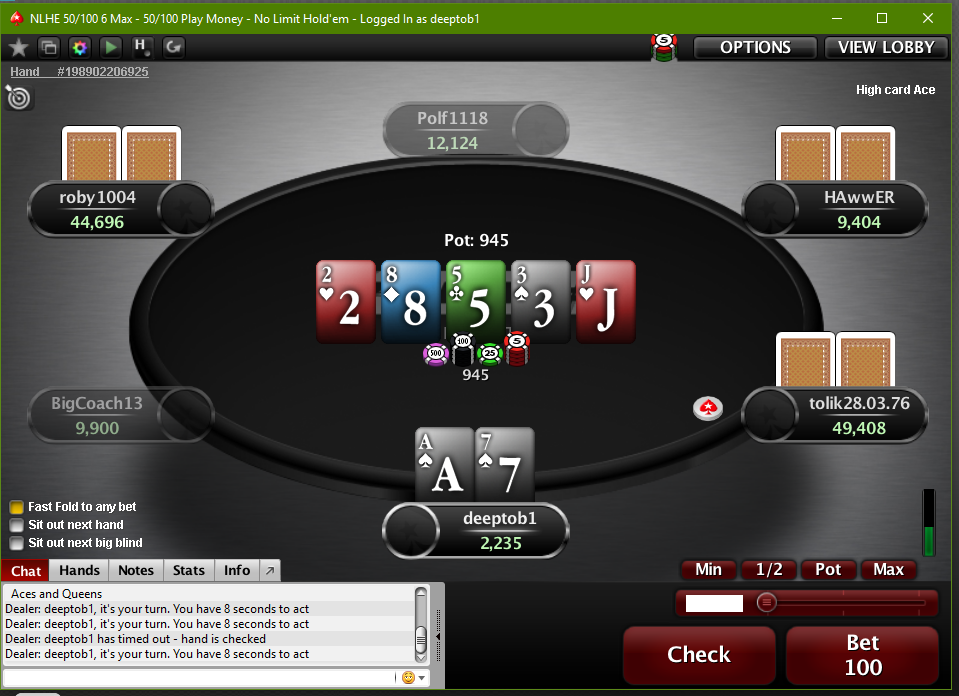 NLHE 50/100 6 Max - 50/100 Play Money - No Limit Hold'em - Logged In as deeptob1
H
5
OPTIONS
VIEW LOBBY
Hand #198902206925
High card Ace
Polf1118
12,124
roby1004
44,696
HAwwER
9,404
Pot: 945
2 2
8 8
5 5
3 3
J J
500
100
25
5
945
BigCoach13
9,900
tolik28.03.76
49,408
A A
7 7
deeptob1
2,235
Fast Fold to any bet
Sit out next hand
Sit out next big blind
Chat
Hands
Notes
Stats
Info
Min
1/2
Pot
Max
Aces and Queens
Dealer: deeptob1, it's your turn. You have 8 seconds to act
Dealer: deeptob1, it's your turn. You have 8 seconds to act
Dealer: deeptob1 has timed out - hand is checked
Dealer: deeptob1, it's your turn. You have 8 seconds to act
Check
Bet
100